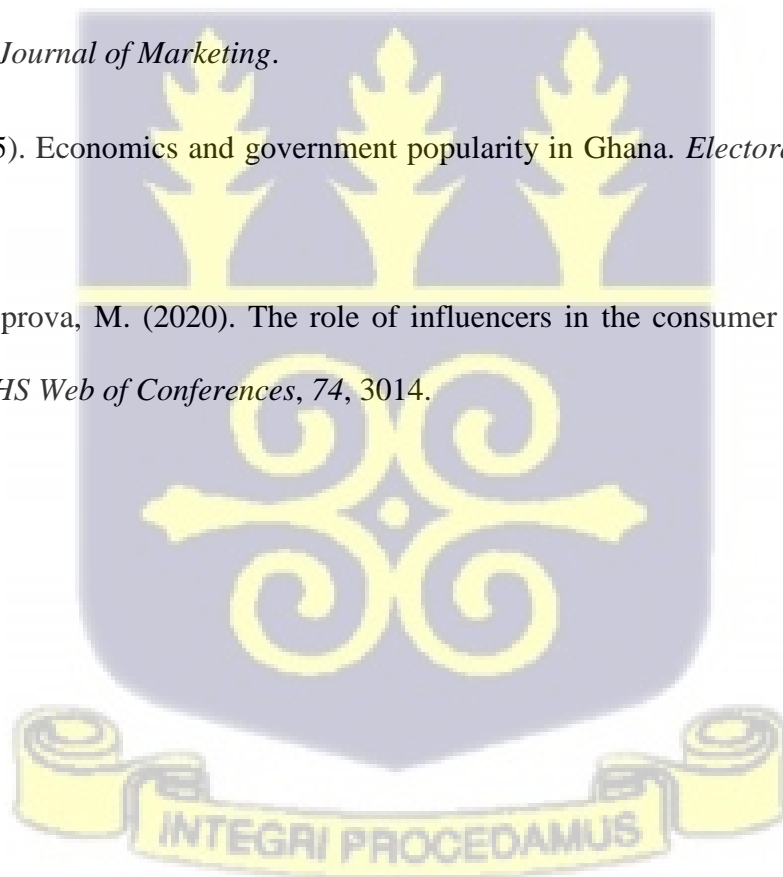 Journal of Marketing.
5). Economics and government popularity in Ghana. Electora
prova, M. (2020). The role of influencers in the consumer
HS Web of Conferences, 74, 3014.
INTEGRI PROCEDAMUS